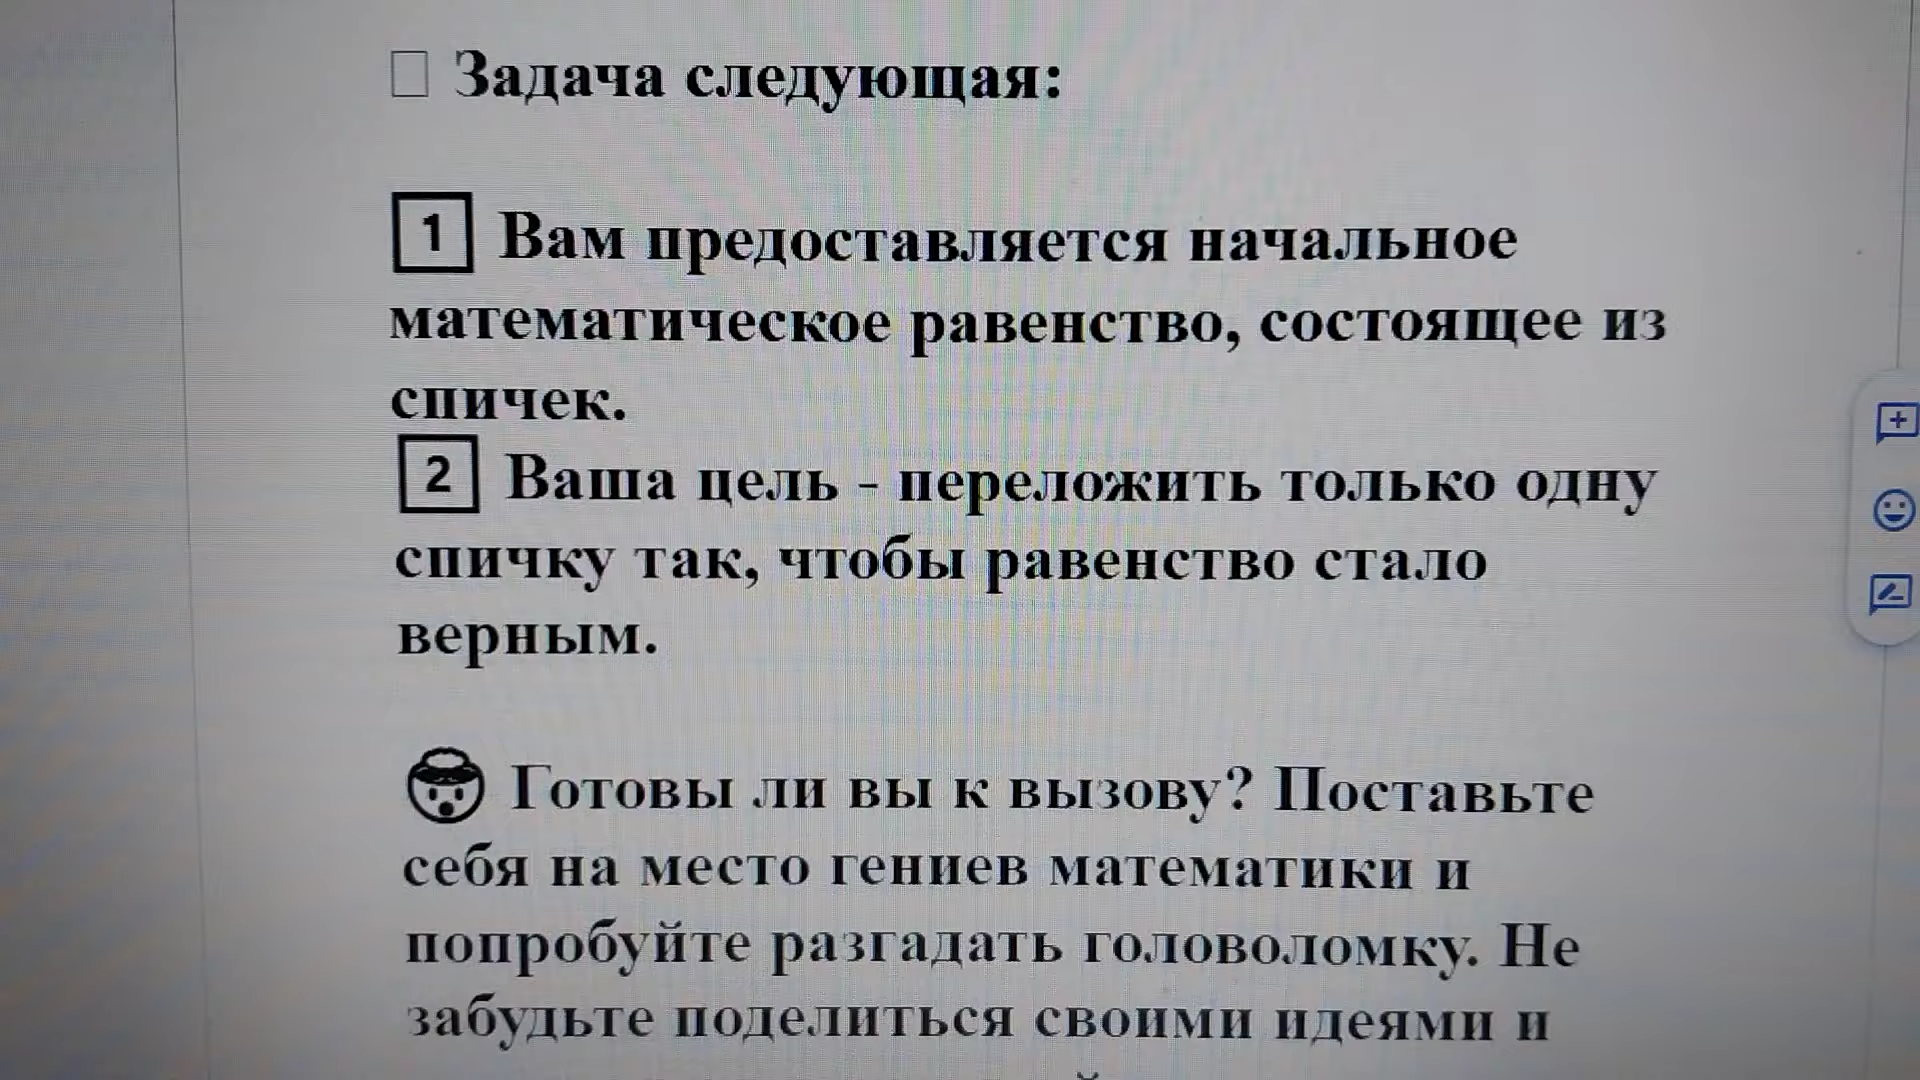 Задача следующая:
1 Вам предоставляется начальное
математическое равенство, состоящее из
спичек.
2 Ваша цель - переложить только одну
спичку так, чтобы равенство стало
верным.
Готовы ли вы к вызову? Поставьте
себя на место гениев математики и
попробуйте разгадать головоломку. Не
забудьте поделиться своими идеями и